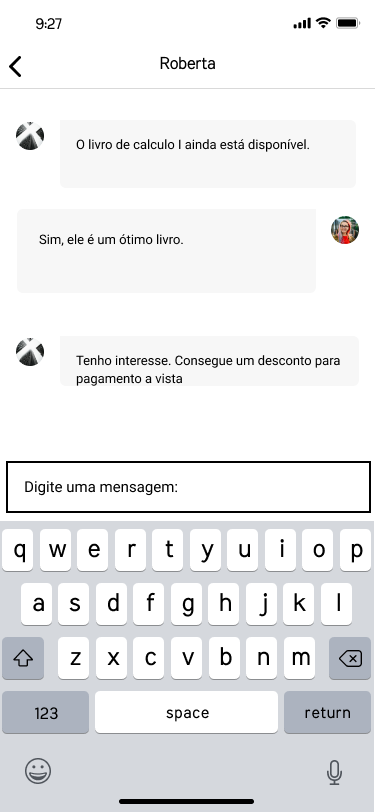 9:27
Roberta
O livro de calculo I ainda está disponível.
Sim, ele é um ótimo livro.
Tenho interesse. Consegue um desconto para
pagamento a vista
Digite uma mensagem:
q w e r t y u i o p
a s d f g h j k l
z x c v b n m
123 space return